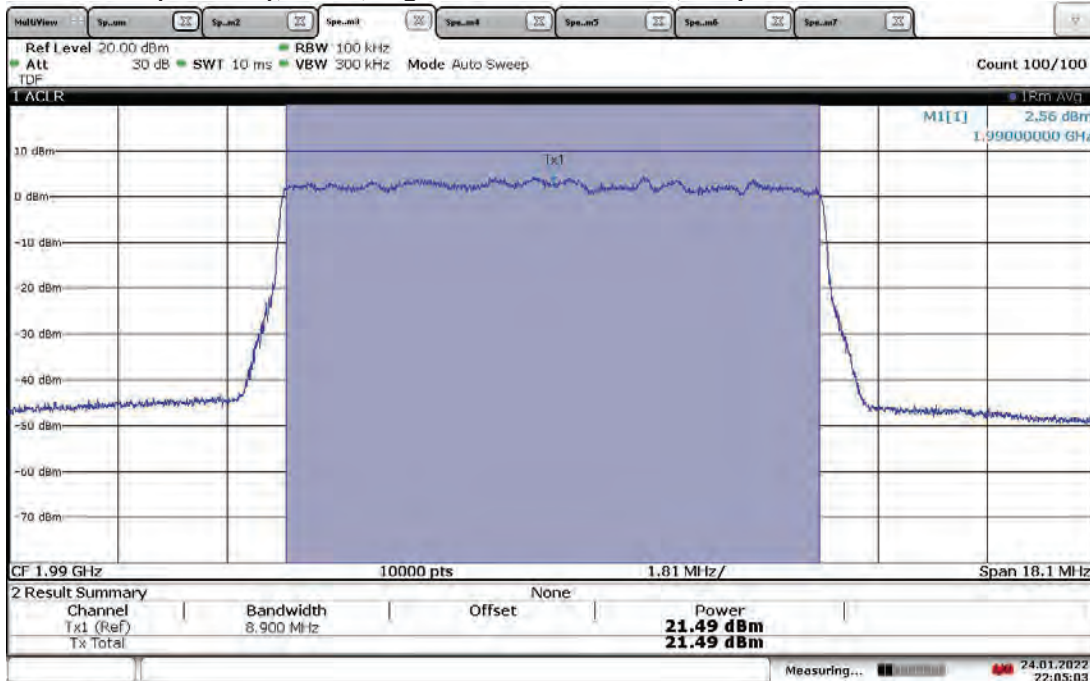 MultiView Sp..um Sp..m2 Spe..m3 Spe..m4 Spe..m5 Spe..m6 Spe..m7
Ref Level 20.00 dBm RBW 100 kHz
Att 30 dB SWT 10 ms VBW 300 kHz Mode Auto Sweep Count 100/100
TDF
1 ACLR 1Rm Avg
M1[1] 2.56 dBm
1.99000000 GHz
10 dBm
Tx1
0 dBm
-10 dBm
-20 dBm
-30 dBm
-40 dBm
-50 dBm
-60 dBm
-70 dBm
CF 1.99 GHz 10000 pts 1.81 MHz/ Span 18.1 MHz
2 Result Summary None
Channel Bandwidth Offset Power
Tx1 (Ref) 8.900 MHz 21.49 dBm
Tx Total 21.49 dBm
Measuring... 24.01.2022
22:05:03